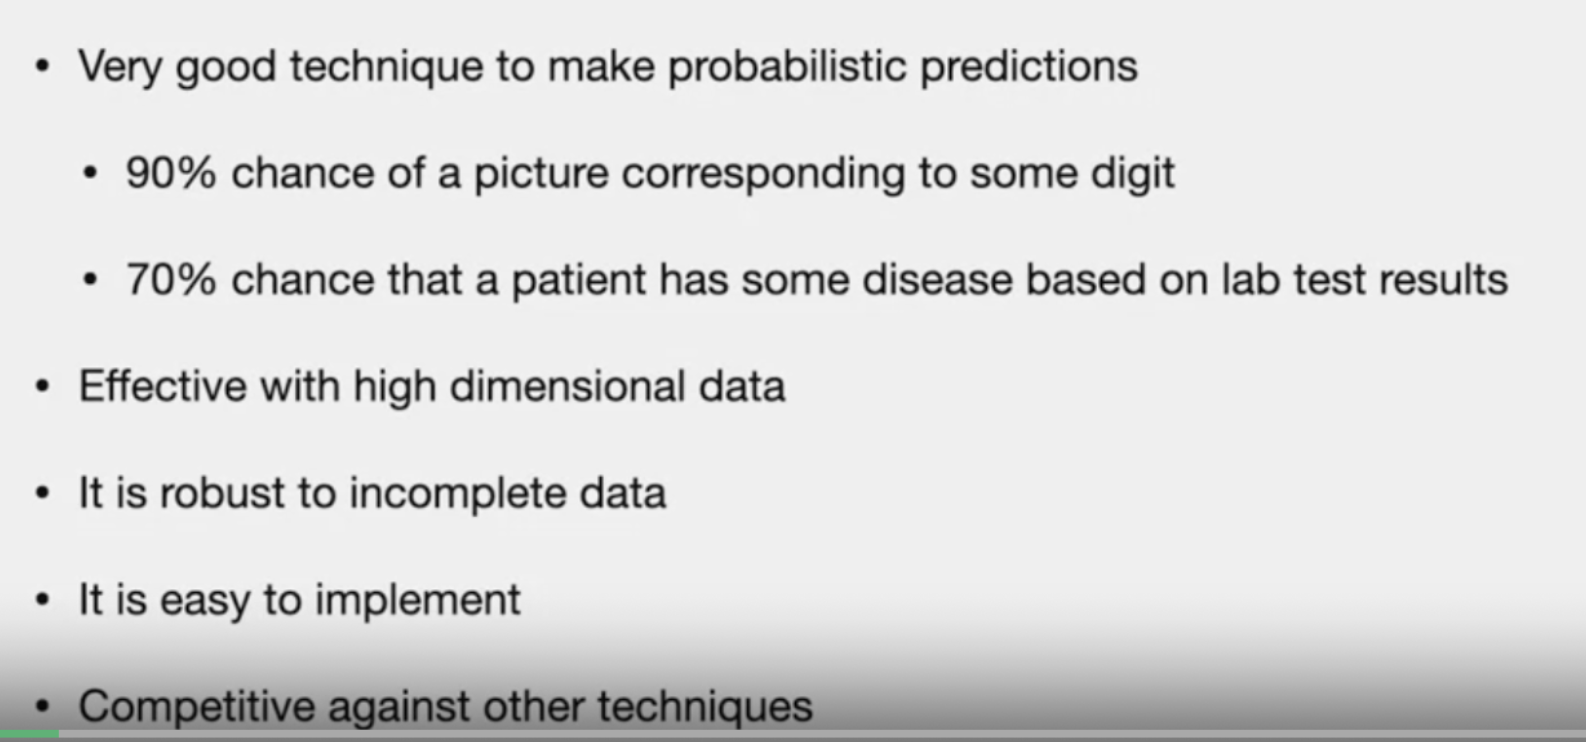 • Very good technique to make probabilistic predictions
• 90% chance of a picture corresponding to some digit
• 70% chance that a patient has some disease based on lab test results
• Effective with high dimensional data
• It is robust to incomplete data
• It is easy to implement
• Competitive against other techniques